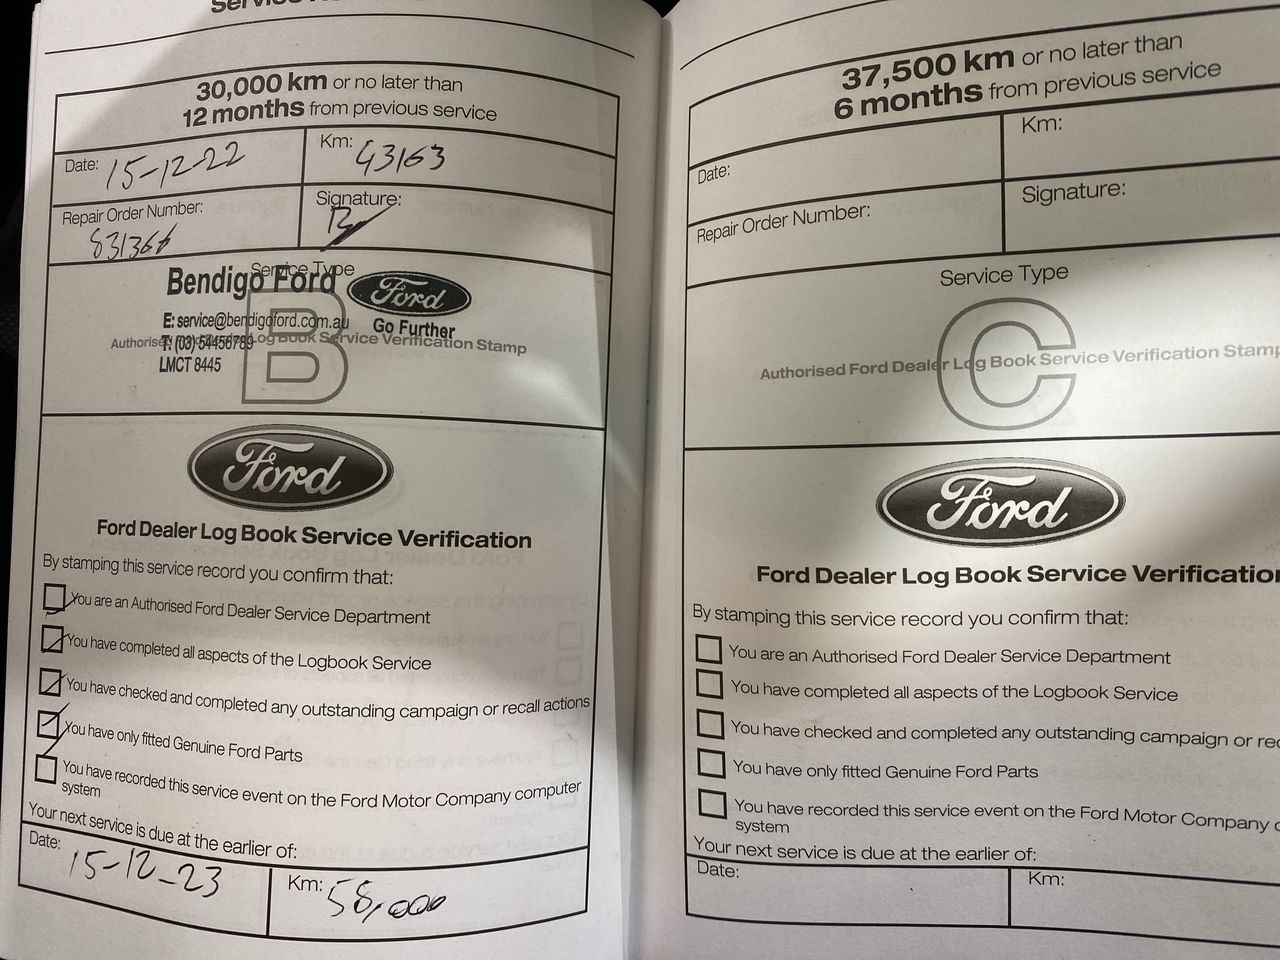 30,000 km or no later than
12 months from previous service
Date: 15-12-22
Km: 43163
Repair Order Number:
Signature:
Service Type
B
Bendigo Ford
Ford
E: service@bendigoford.com.au
Go Further
Authorised Ford Dealer Log Book Service Verification Stamp
T: (03) 54456789
LMCT 8445
Ford
Ford Dealer Log Book Service Verification
By stamping this service record you confirm that:
You are an Authorised Ford Dealer Service Department
You have completed all aspects of the Logbook Service
You have checked and completed any outstanding campaign or recall actions
You have only fitted Genuine Ford Parts
You have recorded this service event on the Ford Motor Company computer
system
Your next service is due at the earlier of:
Date: 15-12-23
Km: 58,000
37,500 km or no later than
6 months from previous service
Date:
Km:
Repair Order Number:
Signature:
Service Type
C
Authorised Ford Dealer Log Book Service Verification Stamp
Ford
Ford Dealer Log Book Service Verification
By stamping this service record you confirm that:
You are an Authorised Ford Dealer Service Department
You have completed all aspects of the Logbook Service
You have checked and completed any outstanding campaign or rec
You have only fitted Genuine Ford Parts
You have recorded this service event on the Ford Motor Company
system
Your next service is due at the earlier of:
Date:
Km: